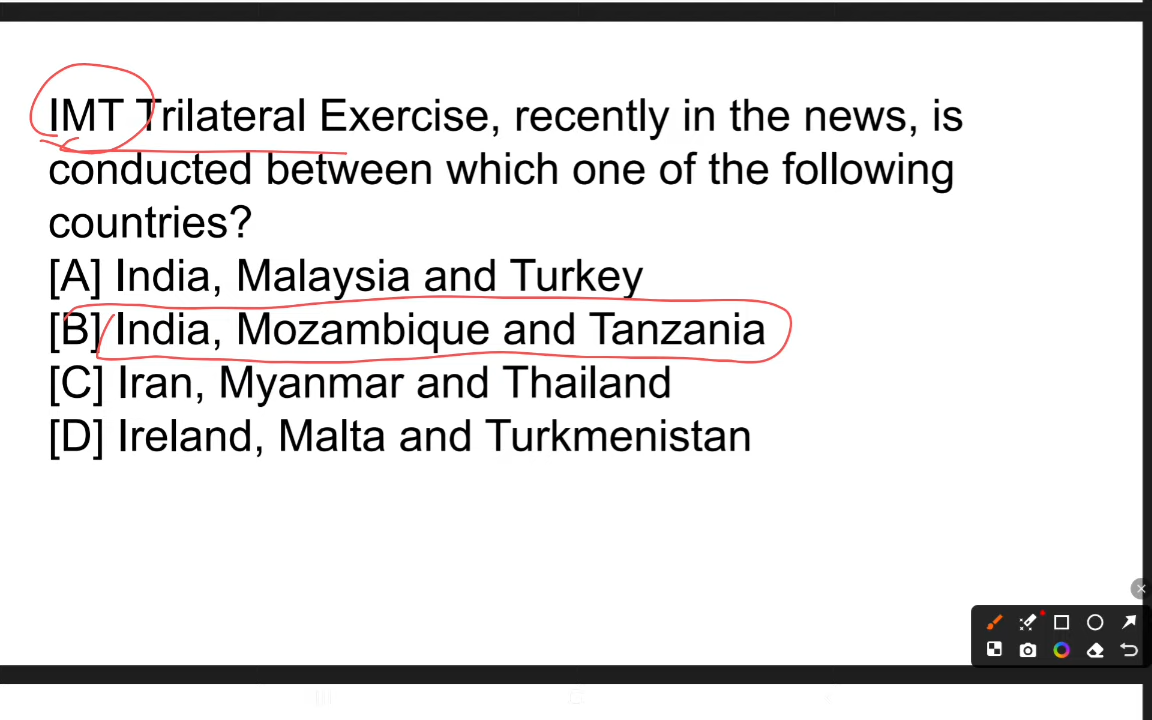 IMT Trilateral Exercise, recently in the news, is
conducted between which one of the following
countries?
[A] India, Malaysia and Turkey
[B] India, Mozambique and Tanzania
[C] Iran, Myanmar and Thailand
[D] Ireland, Malta and Turkmenistan